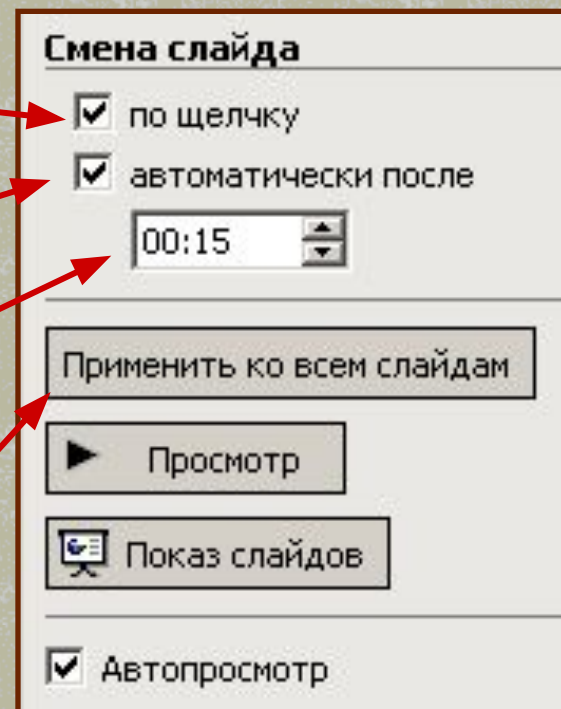 Смена слайда
по щелчку
автоматически после
00:15
Применить ко всем слайдам
Просмотр
Показ слайдов
Автопросмотр